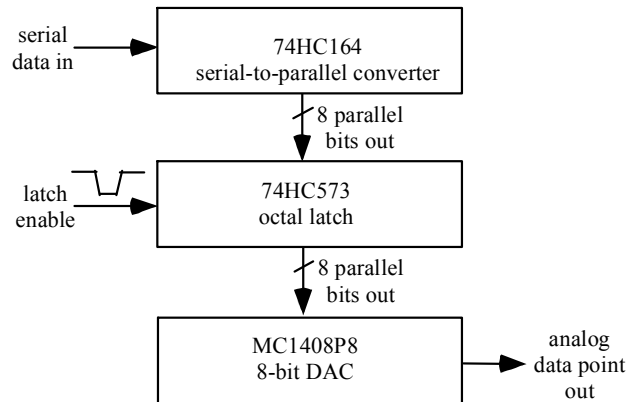 serial
data in
74HC164
serial-to-parallel converter
8 parallel
bits out
latch
enable
74HC573
octal latch
8 parallel
bits out
MC1408P8
8-bit DAC
analog
data point
out